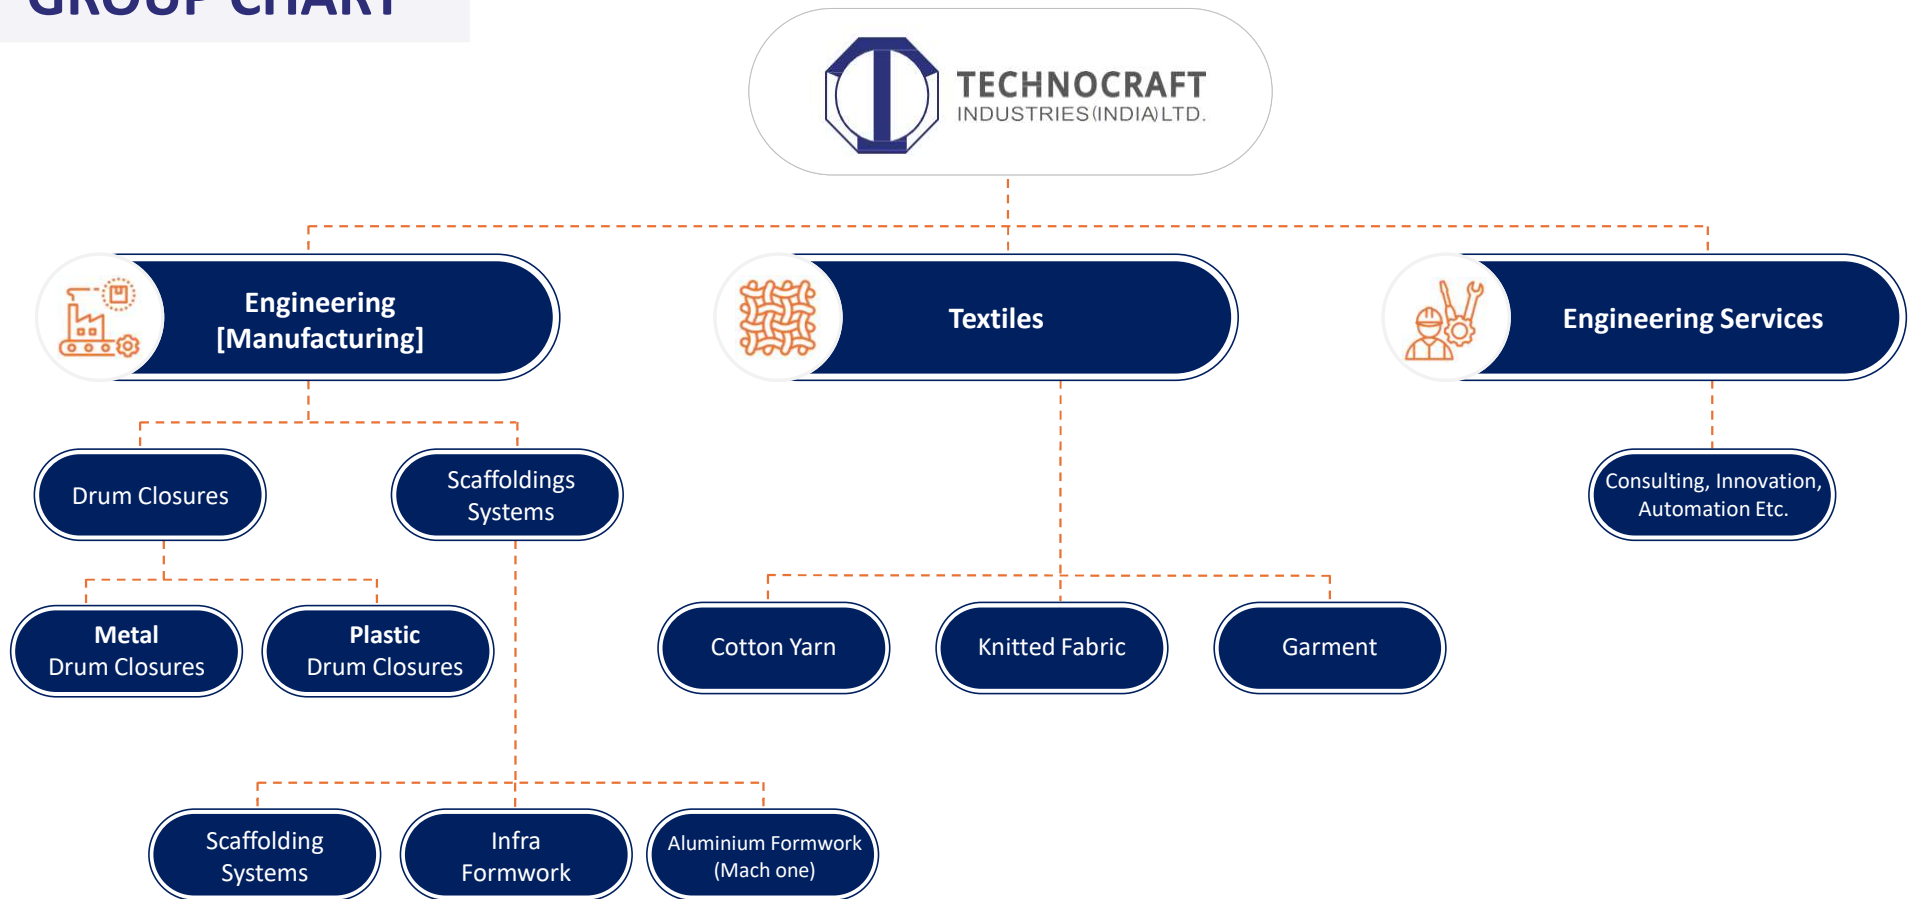 GROUP CHART
TECHNOCRAFT
INDUSTRIES(INDIA)LTD.
Engineering
[Manufacturing]
Textiles
Engineering Services
Drum Closures
Scaffoldings
Systems
Consulting, Innovation,
Automation Etc.
Metal
Drum Closures
Plastic
Drum Closures
Cotton Yarn
Knitted Fabric
Garment
Scaffolding
Systems
Infra
Formwork
Aluminium Formwork
(Mach one)